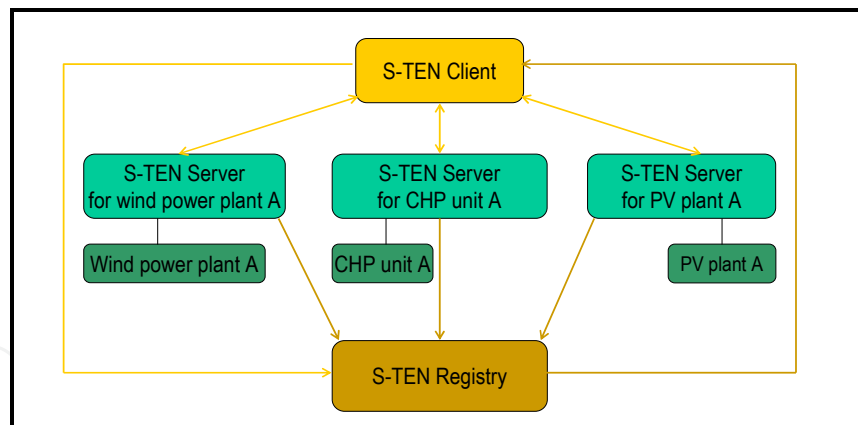 S-TEN Client
S-TEN Server
for wind power plant A
S-TEN Server
for CHP unit A
S-TEN Server
for PV plant A
Wind power plant A
CHP unit A
PV plant A
S-TEN Registry